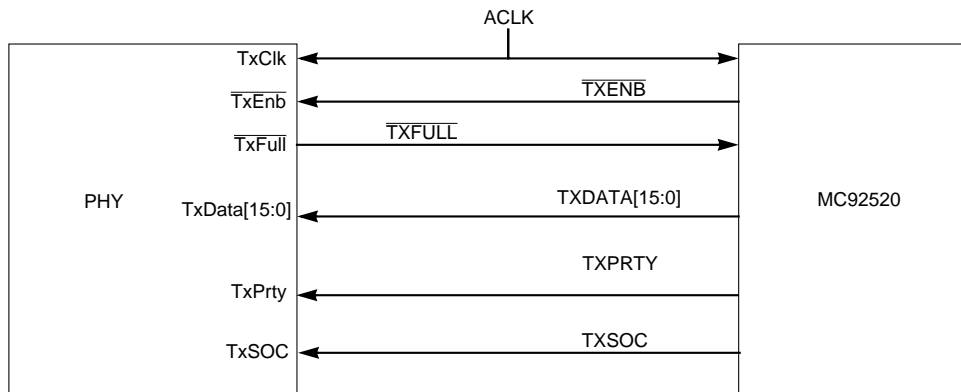 ACLK
TxClk
TxEnb
TXENB
TxFull
TXFULL
PHY
TxData[15:0]
TXDATA[15:0]
MC92520
TXPRTY
TxPrty
TxSOC
TXSOC